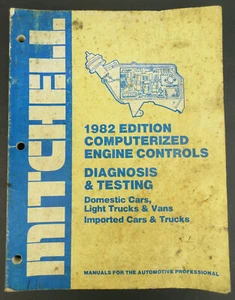 MITCHELL
1982 EDITION
COMPUTERIZED
ENGINE CONTROLS
DIAGNOSIS
& TESTING
Domestic Cars,
Light Trucks & Vans
Imported Cars & Trucks
MANUALS FOR THE AUTOMOTIVE PROFESSIONAL